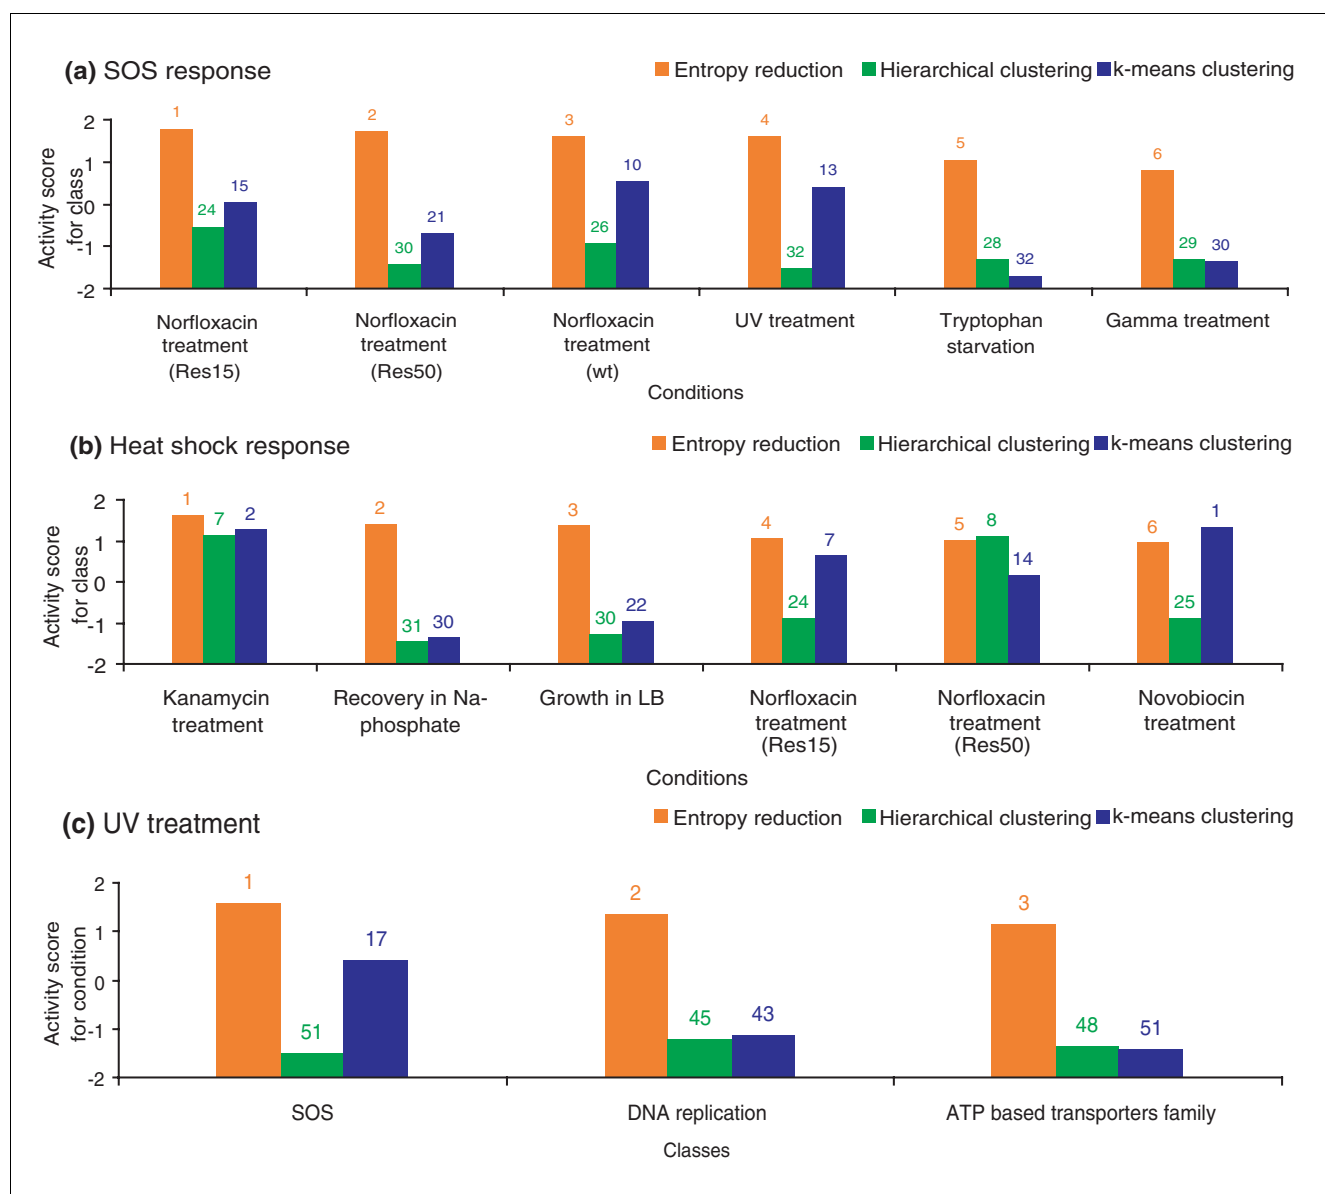 (a) SOS response
Entropy reduction Hierarchical clustering k-means clustering
Activity score
for class
2
1
0
-1
-2
1 24 15
2 30 21
3 26 10
4 32 13
5 28 32
6 29 30
Norfloxacin
treatment
(Res15)
Norfloxacin
treatment
(Res50)
Norfloxacin
treatment
(wt)
UV treatment
Tryptophan
starvation
Gamma treatment
Conditions
(b) Heat shock response
Entropy reduction Hierarchical clustering k-means clustering
Activity score
for class
2
1
0
-1
-2
1 7 2
2 31 30
3 30 22
4 24 7
5 8 14
6 25 1
Kanamycin
treatment
Recovery in Na-
phosphate
Growth in LB
Norfloxacin
treatment
(Res15)
Norfloxacin
treatment
(Res50)
Novobiocin
treatment
Conditions
(c) UV treatment
Entropy reduction Hierarchical clustering k-means clustering
Activity score
for condition
2
1
0
-1
-2
1 51 17
2 45 43
3 48 51
SOS
DNA replication
ATP based transporters family
Classes